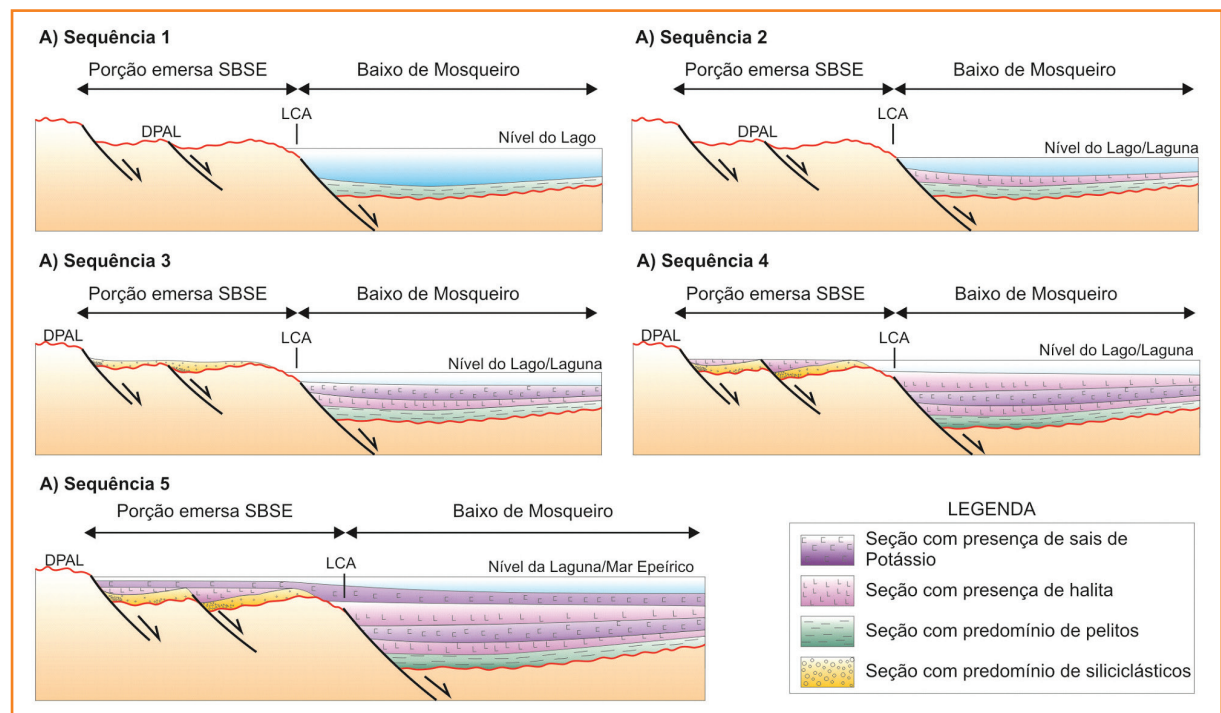 A) Sequência 1
Porção emersa SBSE
Baixo de Mosqueiro
LCA
DPAL
Nível do Lago
A) Sequência 2
Porção emersa SBSE
Baixo de Mosqueiro
LCA
DPAL
Nível do Lago/Laguna
A) Sequência 3
Porção emersa SBSE
Baixo de Mosqueiro
DPAL
LCA
Nível do Lago/Laguna
A) Sequência 4
Porção emersa SBSE
Baixo de Mosqueiro
DPAL
LCA
Nível do Lago/Laguna
A) Sequência 5
Porção emersa SBSE
Baixo de Mosqueiro
DPAL
LCA
Nível da Laguna/Mar Epeírico
LEGENDA
Seção com presença de sais de
Potássio
Seção com presença de halita
Seção com predomínio de pelitos
Seção com predomínio de siliciclásticos